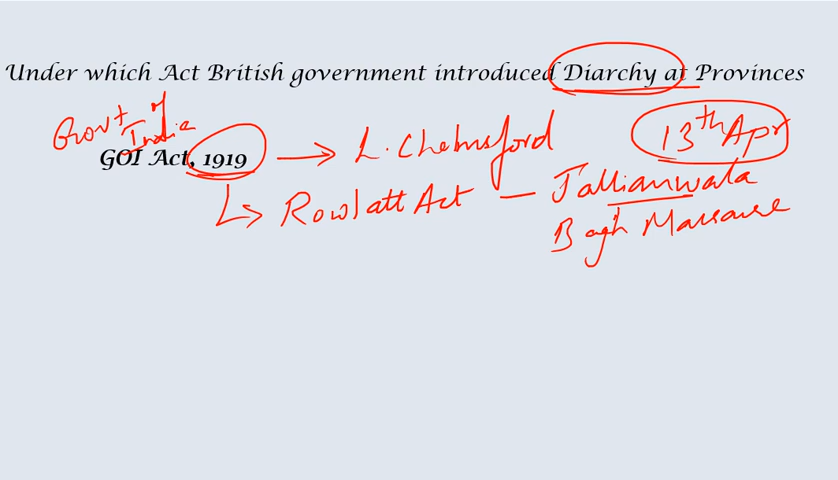 Under which Act British government introduced Diarchy at Provinces
Govt of
India
GOI Act, 1919 → L. Chelmsford 13th Apr
↳ Rowlatt Act - Jallianwala
Bagh Massacre